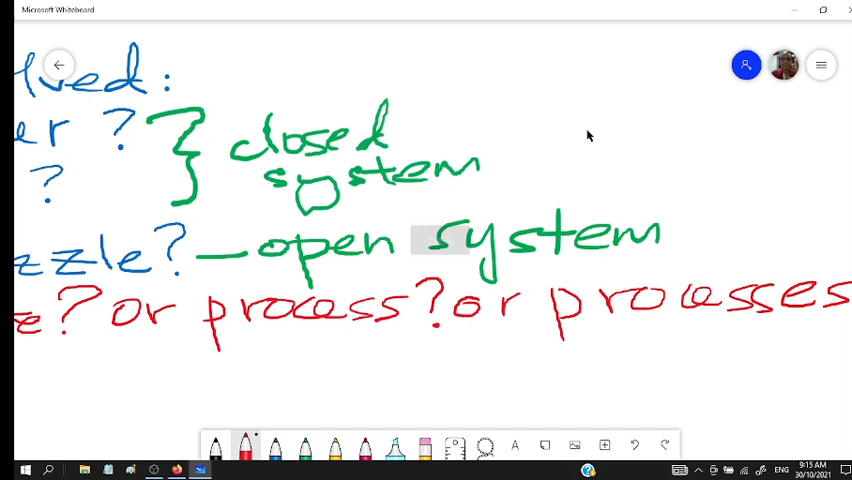 Microsoft Whiteboard
lved:
er ? } closed
? system
zzle? - open system
e? or process? or processes
A
ENG
9:15 AM
30/10/2021